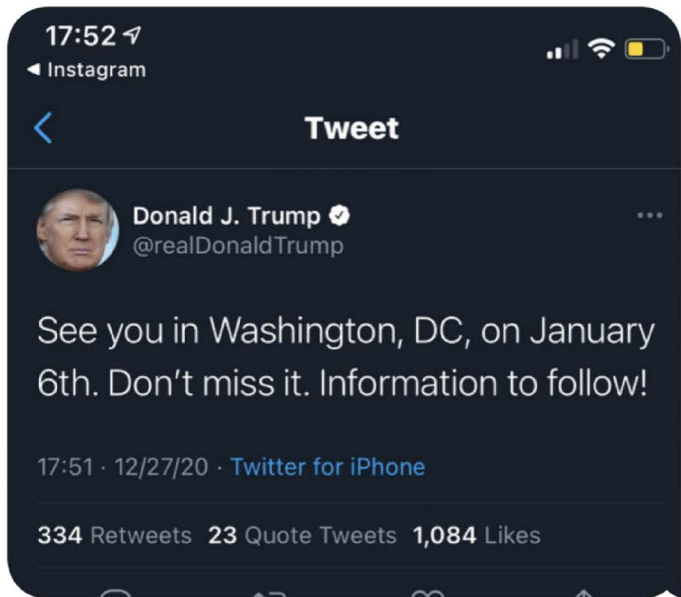 17:52
◀ Instagram
Tweet
Donald J. Trump
@realDonaldTrump
See you in Washington, DC, on January
6th. Don't miss it. Information to follow!
17:51 · 12/27/20 · Twitter for iPhone
334 Retweets 23 Quote Tweets 1,084 Likes